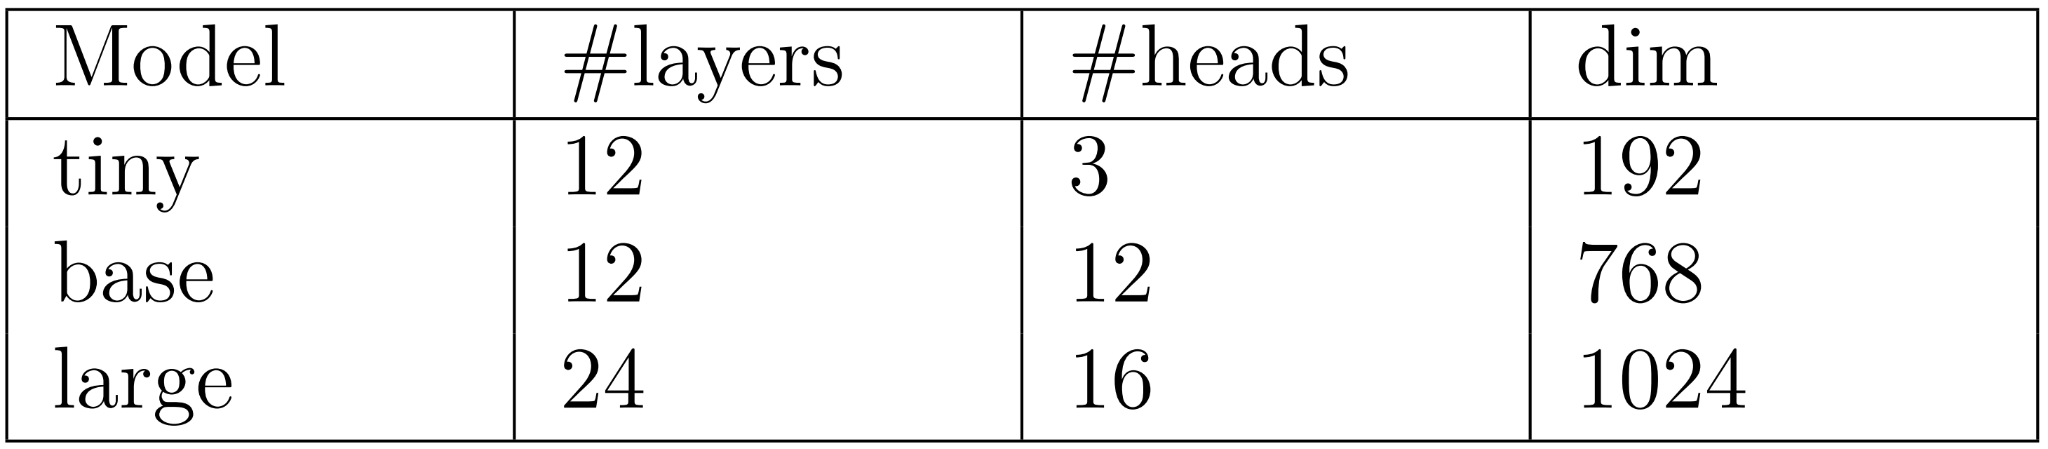 Model #layers #heads dim
tiny 12 3 192
base 12 12 768
large 24 16 1024